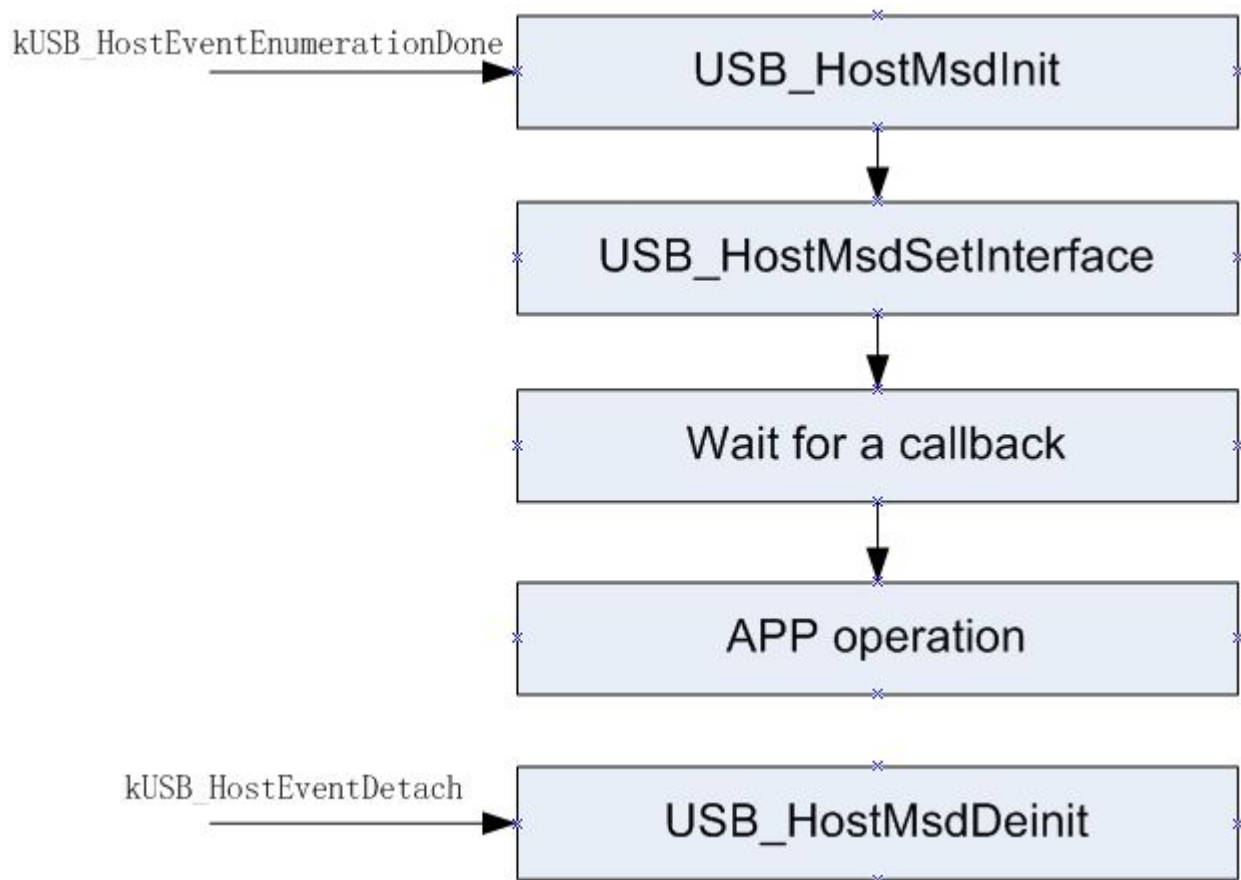 kUSB_HostEventEnumerationDone
USB_HostMsdInit
USB_HostMsdSetInterface
Wait for a callback
APP operation
kUSB_HostEventDetach
USB_HostMsdDeinit